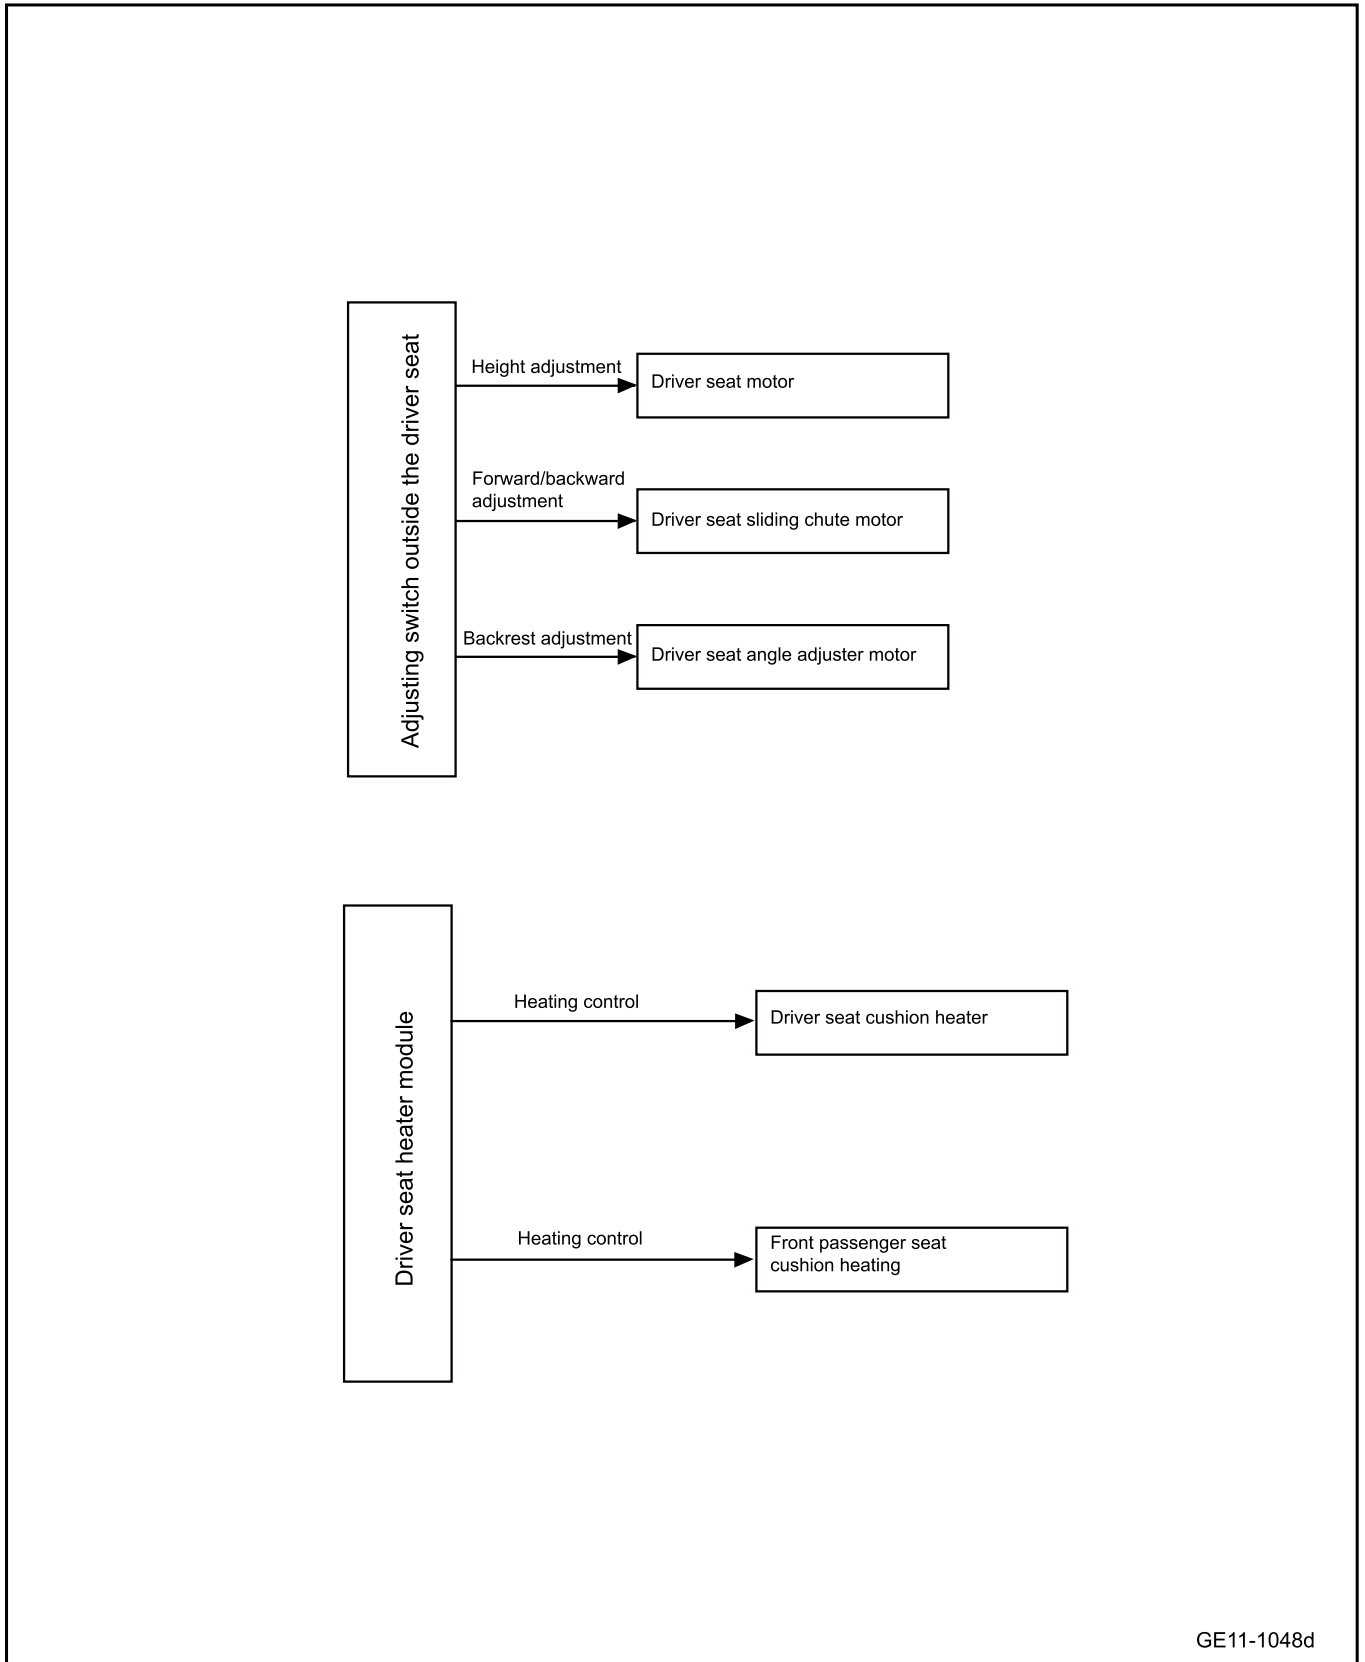 Adjusting switch outside the driver seat
Height adjustment
Driver seat motor
Forward/backward
adjustment
Driver seat sliding chute motor
Backrest adjustment
Driver seat angle adjuster motor
Driver seat heater module
Heating control
Driver seat cushion heater
Heating control
Front passenger seat
cushion heating
GE11-1048d